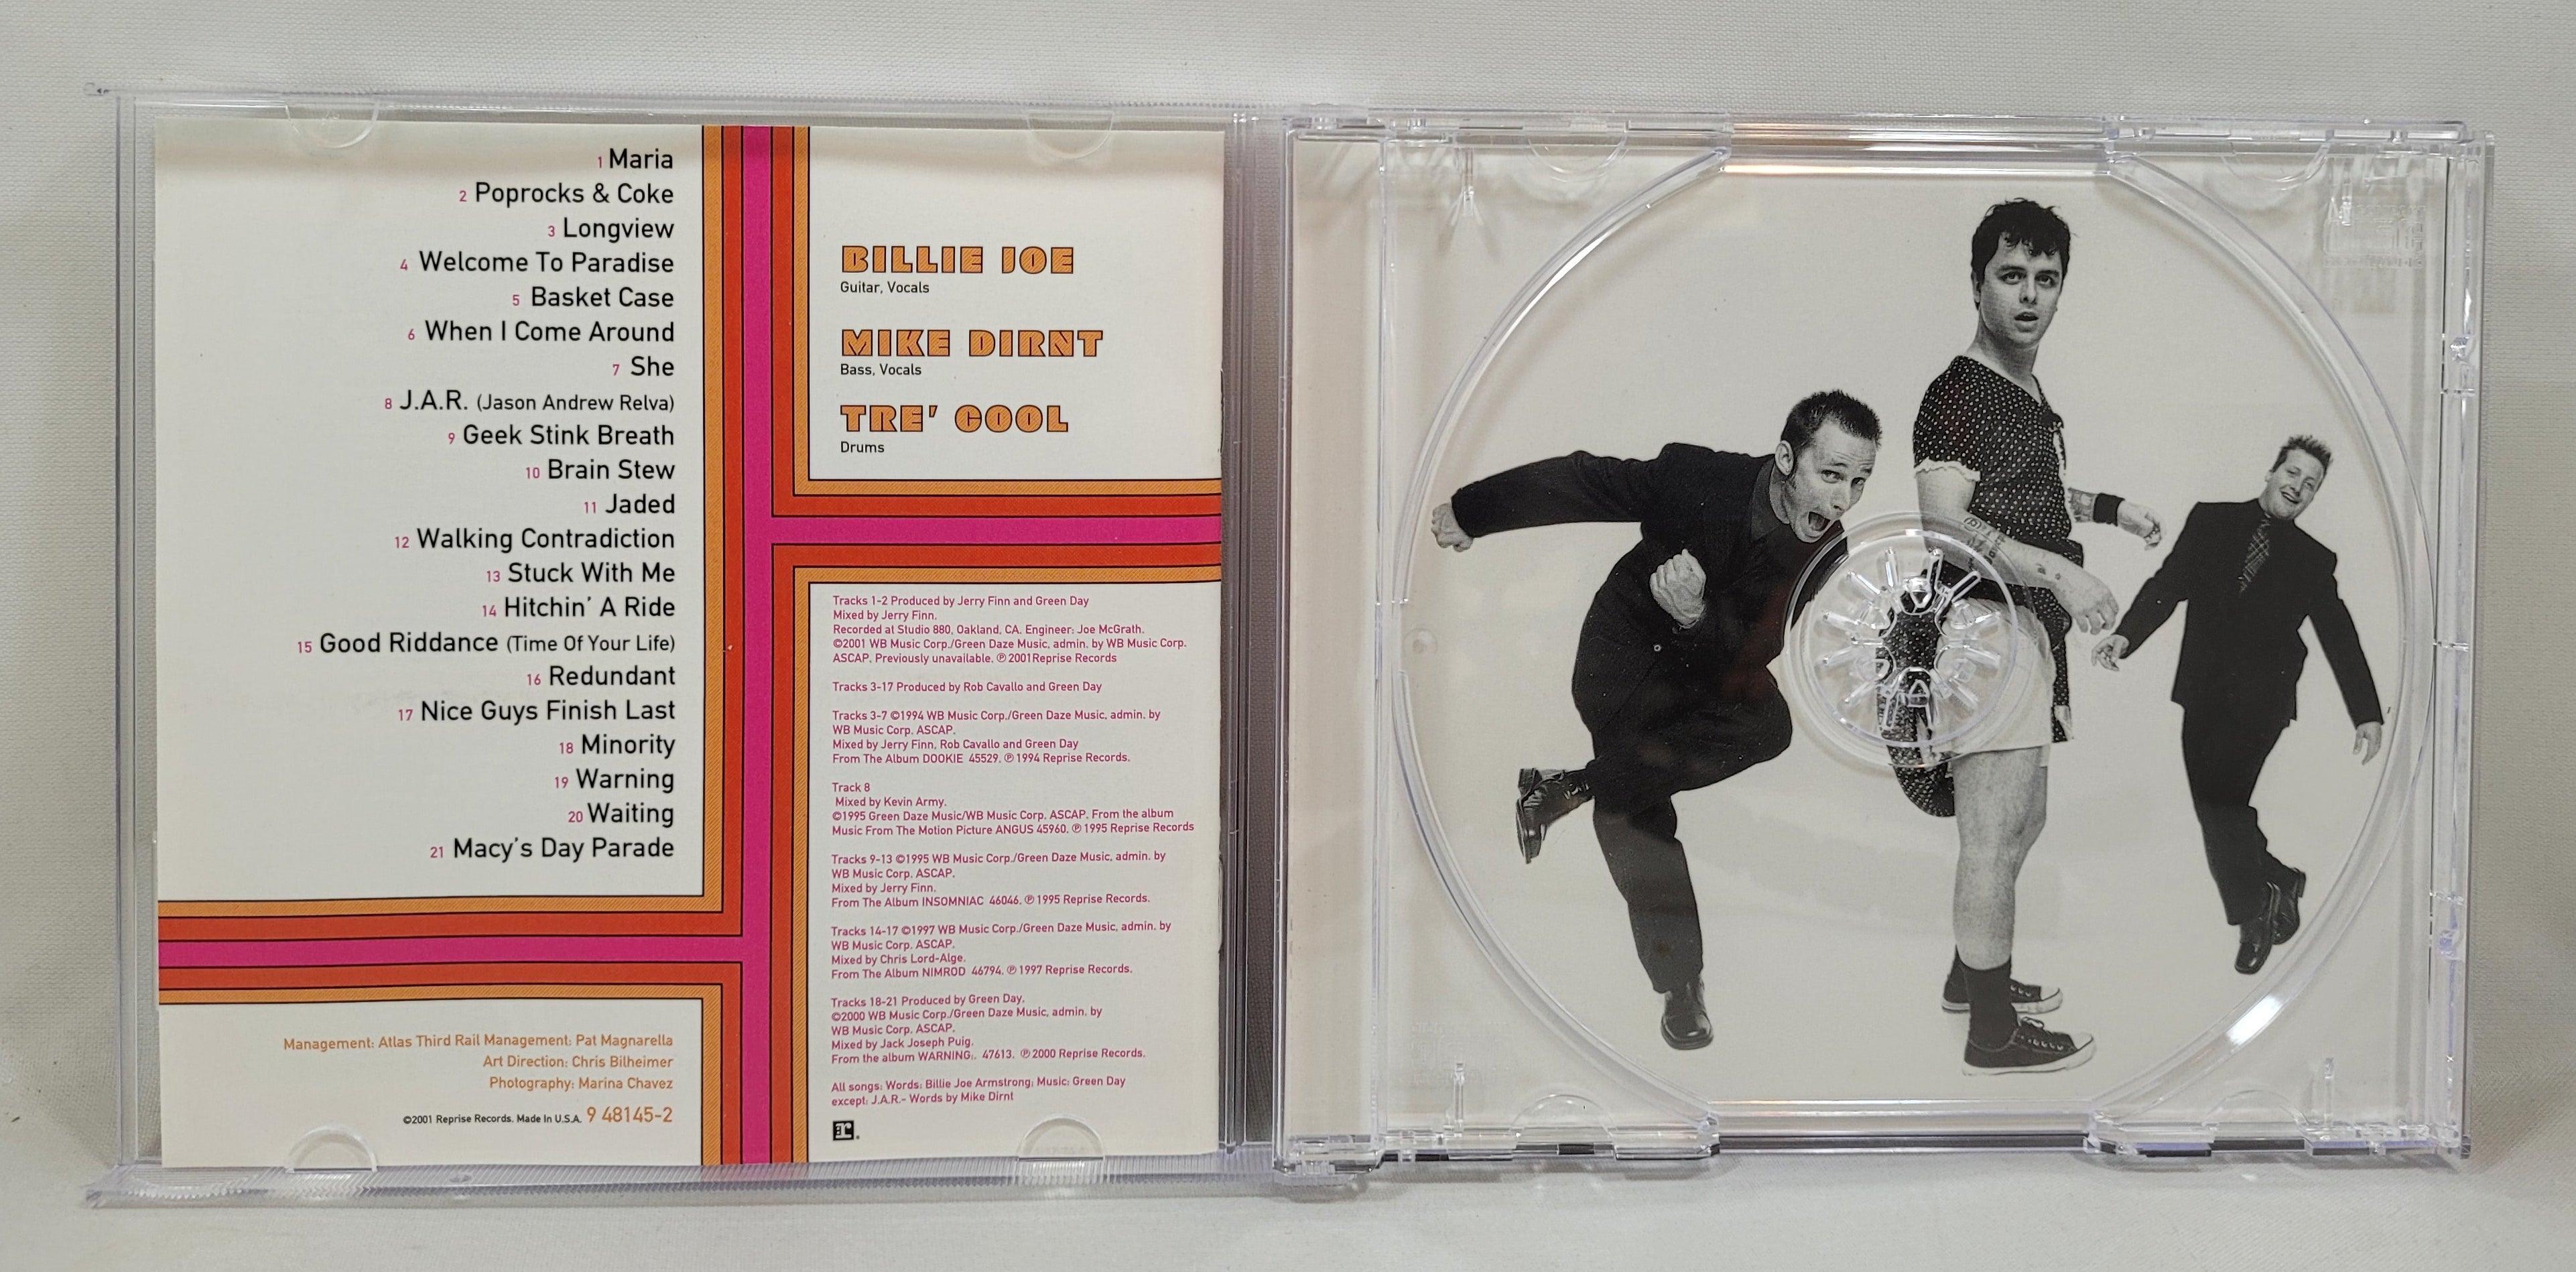 1 Maria
2 Poprocks & Coke
3 Longview
4 Welcome To Paradise
5 Basket Case
6 When I Come Around
7 She
8 J.A.R. (Jason Andrew Relva)
9 Geek Stink Breath
10 Brain Stew
11 Jaded
12 Walking Contradiction
13 Stuck With Me
14 Hitchin' A Ride
15 Good Riddance (Time Of Your Life)
16 Redundant
17 Nice Guys Finish Last
18 Minority
19 Warning
20 Waiting
21 Macy's Day Parade
Management: Atlas Third Rail Management: Pat Magnarella
Art Direction: Chris Bilheimer
Photography: Marina Chavez
©2001 Reprise Records. Made In U.S.A. 9 48145-2
BILLIE JOE
Guitar, Vocals
MIKE DIRNT
Bass, Vocals
TRE' COOL
Drums
Tracks 1-2 Produced by Jerry Finn and Green Day
Mixed by Jerry Finn.
Recorded at Studio 880, Oakland, CA. Engineer: Joe McGrath.
©2001 WB Music Corp./Green Daze Music, admin. by WB Music Corp.
ASCAP. Previously unavailable. ℗2001Reprise Records
Tracks 3-17 Produced by Rob Cavallo and Green Day
Tracks 3-7 ©1994 WB Music Corp./Green Daze Music, admin. by
WB Music Corp. ASCAP.
Mixed by Jerry Finn, Rob Cavallo and Green Day
From The Album DOOKIE 45529. ℗1994 Reprise Records.
Track 8
Mixed by Kevin Army.
©1995 Green Daze Music/WB Music Corp. ASCAP. From the album
Music From The Motion Picture ANGUS 45960. ℗1995 Reprise Records
Tracks 9-13 ©1995 WB Music Corp./Green Daze Music, admin. by
WB Music Corp. ASCAP.
Mixed by Jerry Finn.
From The Album INSOMNIAC 46046. ℗1995 Reprise Records.
Tracks 14-17 ©1997 WB Music Corp./Green Daze Music, admin. by
WB Music Corp. ASCAP.
Mixed by Chris Lord-Alge.
From The Album NIMROD 46794. ℗1997 Reprise Records.
Tracks 18-21 Produced by Green Day.
©2000 WB Music Corp./Green Daze Music, admin. by
WB Music Corp. ASCAP.
Mixed by Jack Joseph Puig.
From the album WARNING:. 47613. ℗2000 Reprise Records.
All songs: Words: Billie Joe Armstrong; Music: Green Day
except: J.A.R.- Words by Mike Dirnt
r.